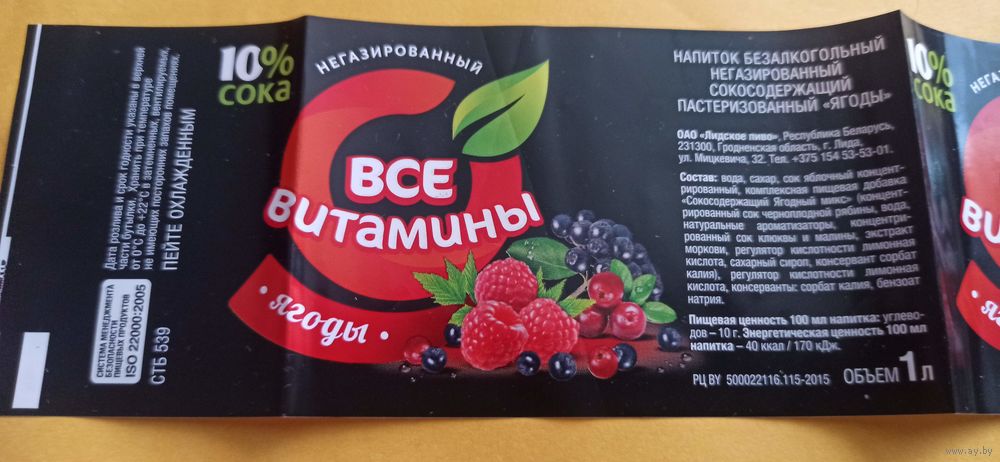 Дата розлива и срок годности указаны в верхней
части бутылки. Хранить при температуре
от 0°С до +22°С в затемненных, вентилируемых,
не имеющих посторонних запахов помещениях.
ПЕЙТЕ ОХЛАЖДЕННЫМ
СИСТЕМА МЕНЕДЖМЕНТА
БЕЗОПАСНОСТИ
ПИЩЕВЫХ ПРОДУКТОВ
ISO 22000:2005
СТБ 539
10%
сока
НЕГАЗИРОВАННЫЙ
ВСЕ
ВИТАМИНЫ
• Ягоды •
НАПИТОК БЕЗАЛКОГОЛЬНЫЙ
НЕГАЗИРОВАННЫЙ
СОКОСОДЕРЖАЩИЙ
ПАСТЕРИЗОВАННЫЙ «ЯГОДЫ»
ОАО «Лидское пиво», Республика Беларусь,
231300, Гродненская область, г. Лида,
ул. Мицкевича, 32. Тел. +375 154 53-53-01.
Состав: вода, сахар, сок яблочный концент-
рированный, комплексная пищевая добавка
«Сокосодержащий Ягодный микс» (концент-
рированный сок черноплодной рябины, вода,
натуральные ароматизаторы, концентри-
рованный сок клюквы и малины, экстракт
моркови, регулятор кислотности лимонная
кислота, сахарный сироп, консервант сорбат
калия), регулятор кислотности лимонная
кислота, консерванты: сорбат калия, бензоат
натрия.
Пищевая ценность 100 мл напитка: углево-
дов – 10 г. Энергетическая ценность 100 мл
напитка – 40 ккал / 170 кДж.
РЦ BY 500022116.115-2015 ОБЪЕМ 1 л
10%
сока
www.ay.by